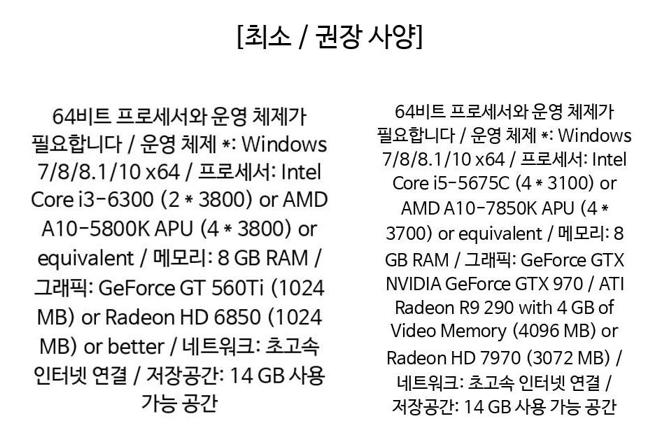 [최소 / 권장 사양]
64비트 프로세서와 운영 체제가
필요합니다 / 운영 체제 *: Windows
7/8/8.1/10 x64 / 프로세서: Intel
Core i3-6300 (2 * 3800) or AMD
A10-5800K APU (4 * 3800) or
equivalent / 메모리: 8 GB RAM /
그래픽: GeForce GT 560Ti (1024
MB) or Radeon HD 6850 (1024
MB) or better / 네트워크: 초고속
인터넷 연결 / 저장공간: 14 GB 사용
가능 공간
64비트 프로세서와 운영 체제가
필요합니다 / 운영 체제 *: Windows
7/8/8.1/10 x64 / 프로세서: Intel
Core i5-5675C (4 * 3100) or
AMD A10-7850K APU (4 *
3700) or equivalent / 메모리: 8
GB RAM / 그래픽: GeForce GTX
NVIDIA GeForce GTX 970 / ATI
Radeon R9 290 with 4 GB of
Video Memory (4096 MB) or
Radeon HD 7970 (3072 MB) /
네트워크: 초고속 인터넷 연결 /
저장공간: 14 GB 사용 가능 공간